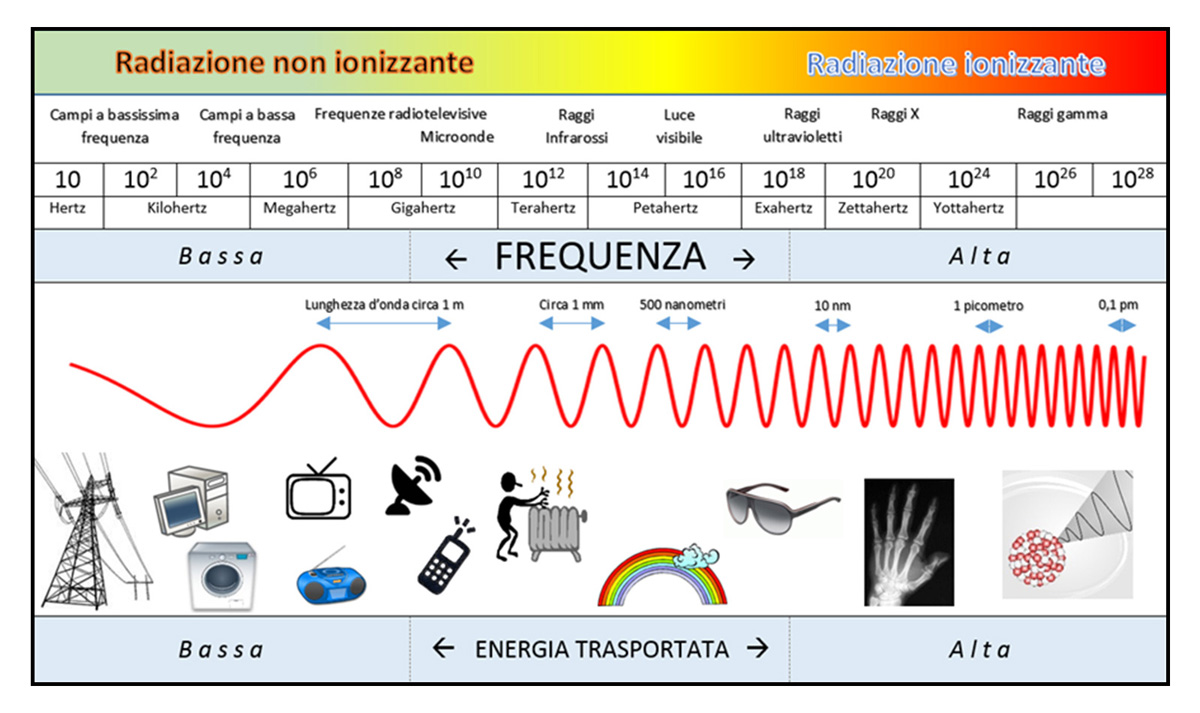 Radiazione non ionizzante
Radiazione ionizzante
Campi a bassissima
frequenza
Campi a bassa
frequenza
Frequenze radiotelevisive
Microonde
Raggi
Infrarossi
Luce
visibile
Raggi
ultravioletti
Raggi X
Raggi gamma
10 10² 10⁴ 10⁶ 10⁸ 10¹⁰ 10¹² 10¹⁴ 10¹⁶ 10¹⁸ 10²⁰ 10²⁴ 10²⁶ 10²⁸
Hertz Kilohertz Megahertz Gigahertz Terahertz Petahertz Exahertz Zettahertz Yottahertz
Bassa ← FREQUENZA → Alta
Lunghezza d'onda circa 1 m
Circa 1 mm
500 nanometri
10 nm
1 picometro
0,1 pm
Bassa ← ENERGIA TRASPORTATA → Alta